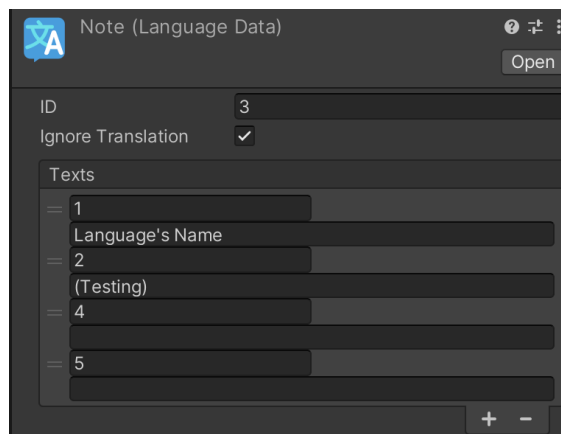 Note (Language Data)
Open
ID 3
Ignore Translation
Texts
1
Language's Name
2
(Testing)
4
5